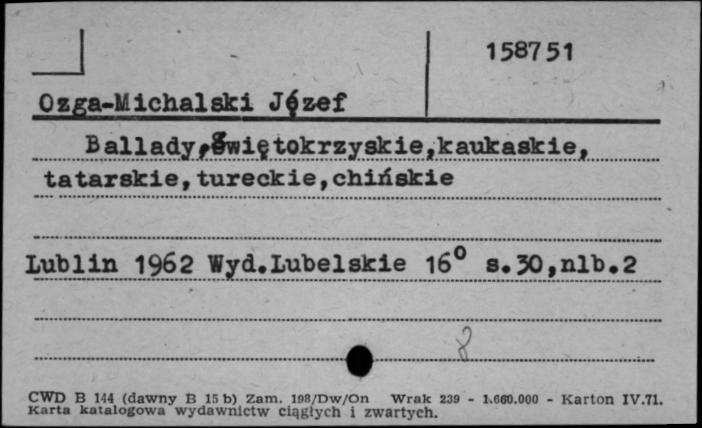 158751
Ozga-Michalski Józef
Ballady,Świętokrzyskie,kaukaskie,
tatarskie,tureckie,chińskie
Lublin 1962 Wyd.Lubelskie 16° s.30,nlb.2
8
CWD B 144 (dawny B 15 b) Zam. 198/Dw/On Wrak 239 - 1.660.000 - Karton IV.71.
Karta katalogowa wydawnictw ciągłych i zwartych.